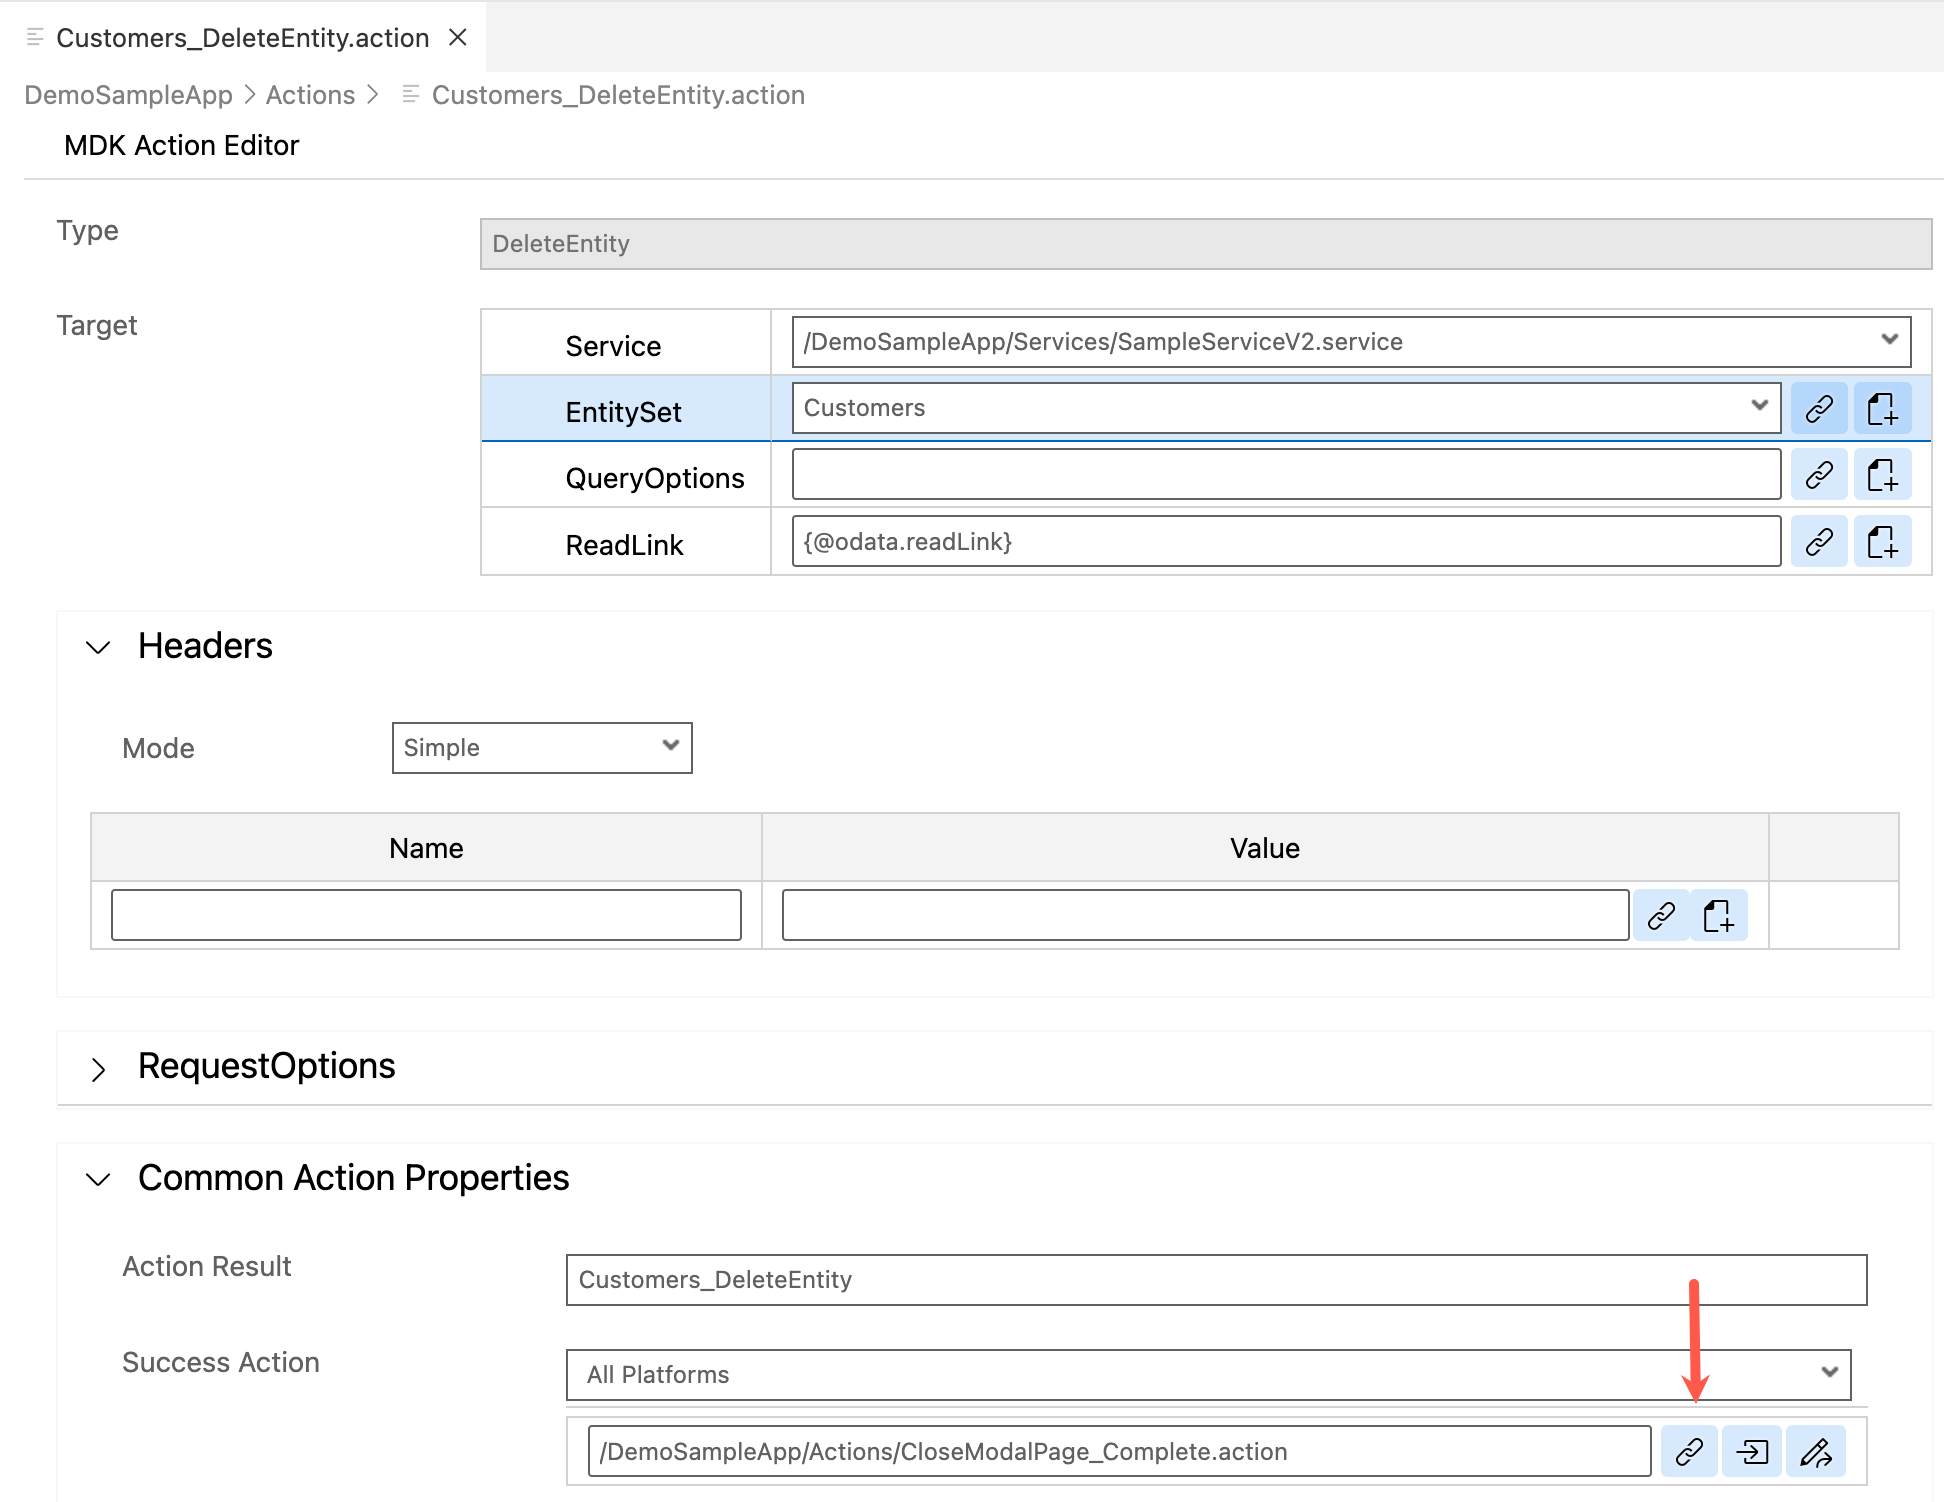 Customers_DeleteEntity.action
DemoSampleApp > Actions > Customers_DeleteEntity.action
MDK Action Editor
Type
DeleteEntity
Target
Service
/DemoSampleApp/Services/SampleServiceV2.service
EntitySet
Customers
QueryOptions
ReadLink
{@odata.readLink}
Headers
Mode
Simple
Name
Value
RequestOptions
Common Action Properties
Action Result
Customers_DeleteEntity
Success Action
All Platforms
/DemoSampleApp/Actions/CloseModalPage_Complete.action